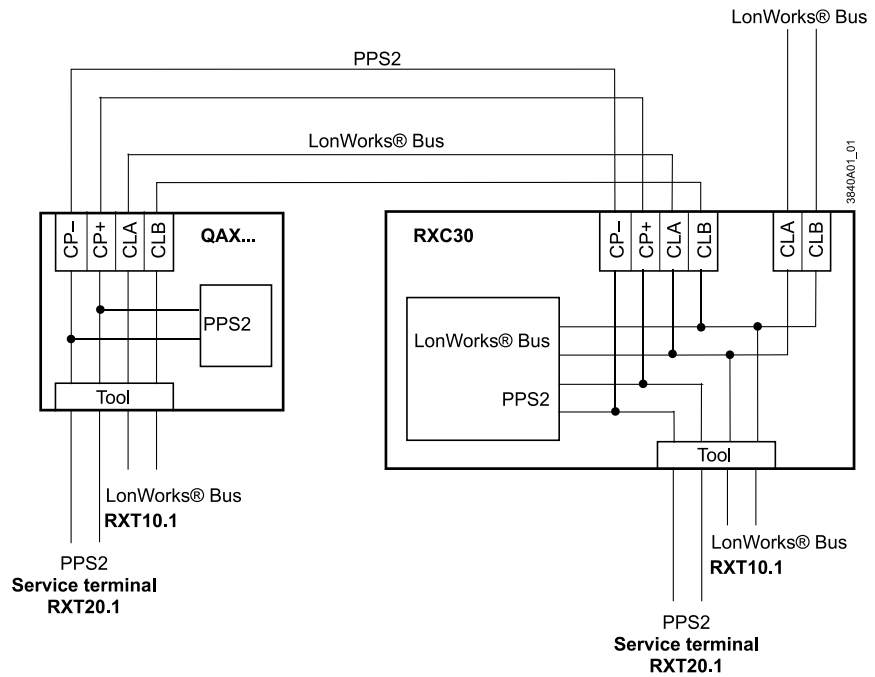 LonWorks® Bus
PPS2
LonWorks® Bus
3840A01_01
CP–
CP+
CLA
CLB
QAX...
RXC30
CP–
CP+
CLA
CLB
CLA
CLB
PPS2
LonWorks® Bus
PPS2
Tool
Tool
LonWorks® Bus
RXT10.1
PPS2
Service terminal
RXT20.1
LonWorks® Bus
RXT10.1
PPS2
Service terminal
RXT20.1